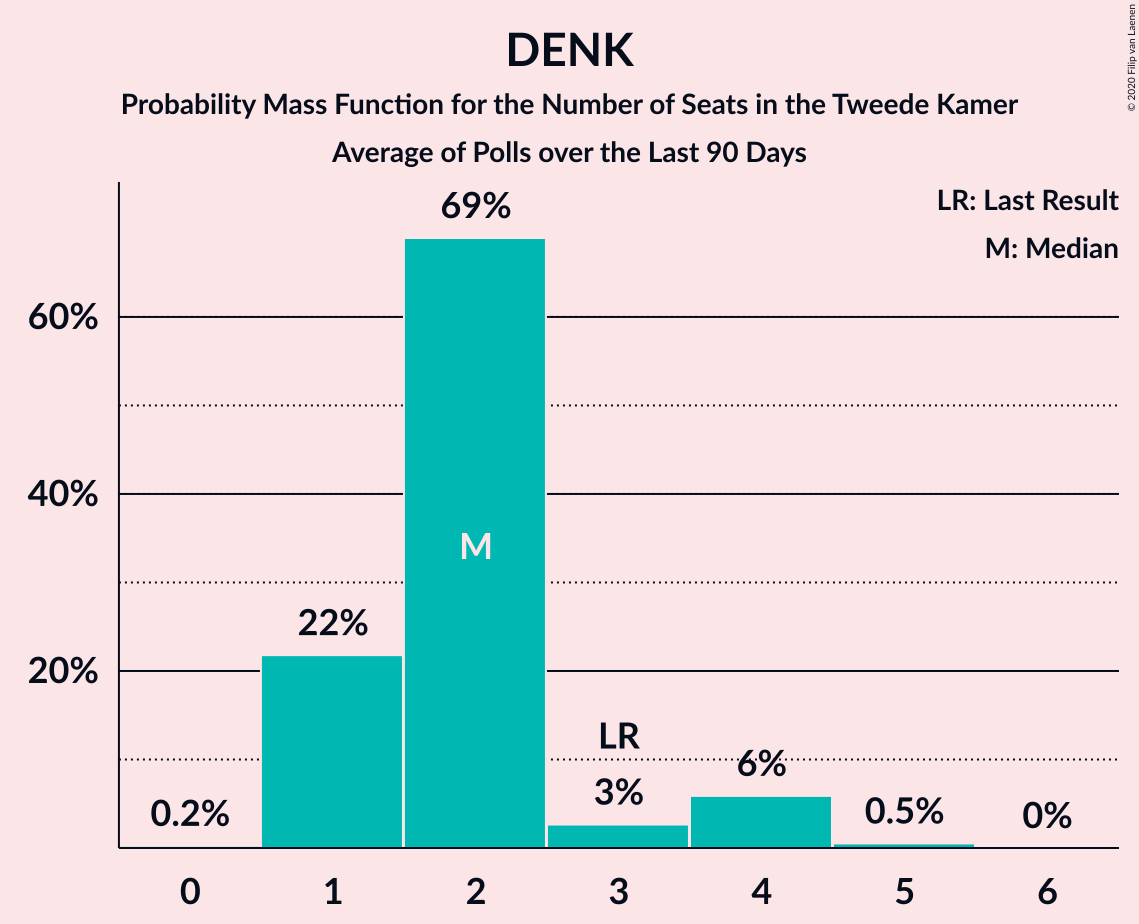 DENK
Probability Mass Function for the Number of Seats in the Tweede Kamer
Average of Polls over the Last 90 Days
© 2020 Filip van Laenen
LR: Last Result
M: Median
69%
60%
40%
M
22%
20%
LR
6%
3%
0.2%
0.5%
0%
0 1 2 3 4 5 6